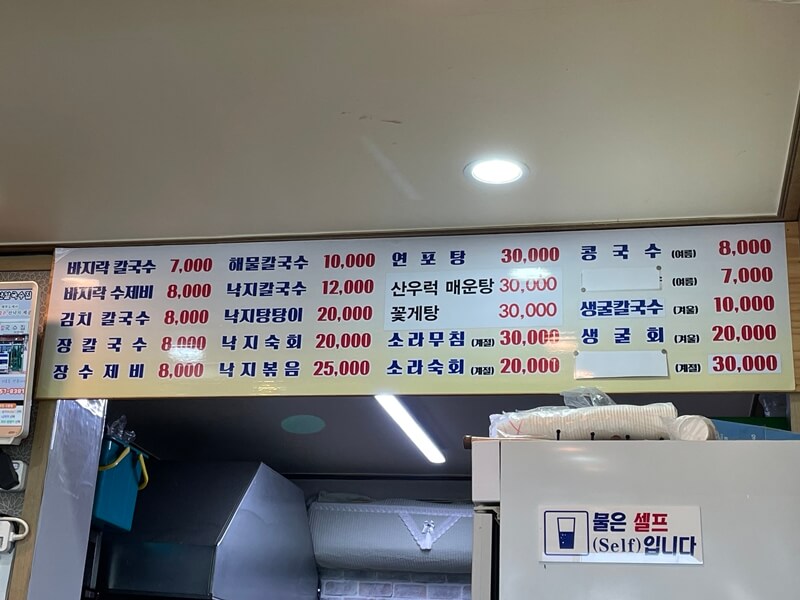 바지락 칼국수 7,000
바지락 수제비 8,000
김치 칼국수 8,000
장칼국수 8,000
장수제비 8,000
해물칼국수 10,000
낙지칼국수 12,000
낙지탕탕이 20,000
낙지숙회 20,000
낙지볶음 25,000
연포탕 30,000
산우럭 매운탕 30,000
꽃게탕 30,000
소라무침 (계절) 30,000
소라숙회 (계절) 20,000
콩국수 (여름) 8,000
(여름) 7,000
생굴칼국수 (겨울) 10,000
생굴회 (겨울) 20,000
(계절) 30,000
물은 셀프
(Self)입니다